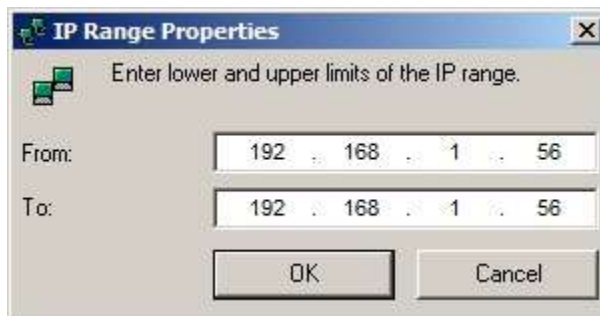 IP Range Properties
Enter lower and upper limits of the IP range.
From: 192 . 168 . 1 . 56
To: 192 . 168 . 1 . 56
OK Cancel